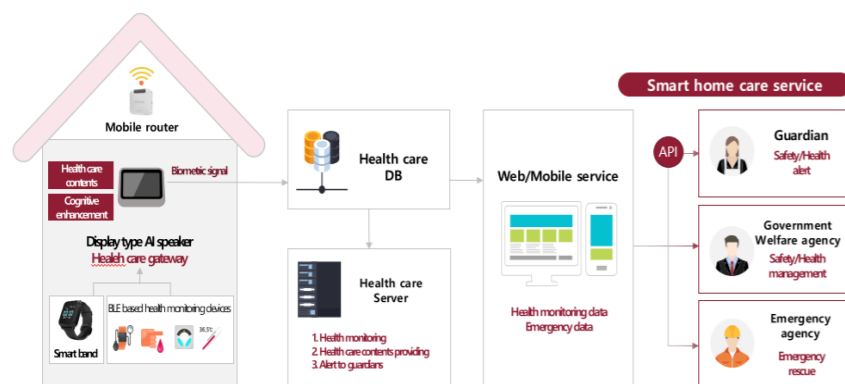 Smart home care service
Mobile router
Health care
contents
Cognitive
enhancement
Biometric signal
Display type AI speaker
Healeh care gateway
Smart band
BLE based health monitoring devices
36.5℃
Health care
DB
Health care
Server
1. Health monitoring
2. Health care contents providing
3. Alert to guardians
Web/Mobile service
Health monitoring data
Emergency data
API
Guardian
Safety/Health
alert
Government
Welfare agency
Safety/Health
management
Emergency
agency
Emergency
rescue